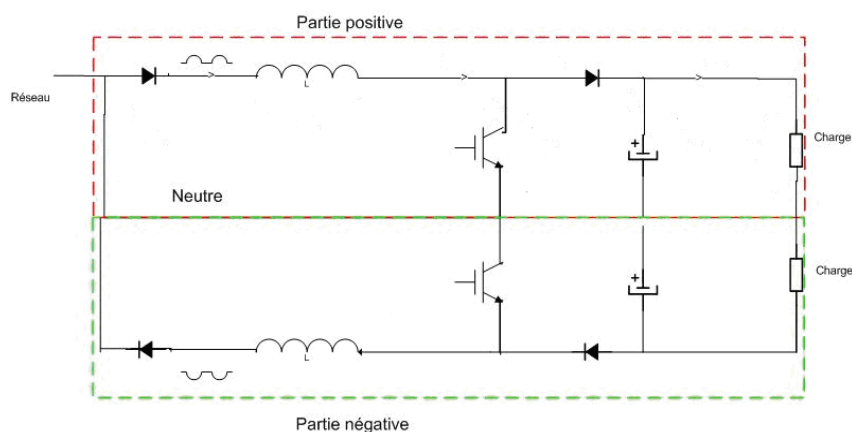 Partie positive
Réseau
L
+
Charge
Neutre
+
Charge
L
Partie négative